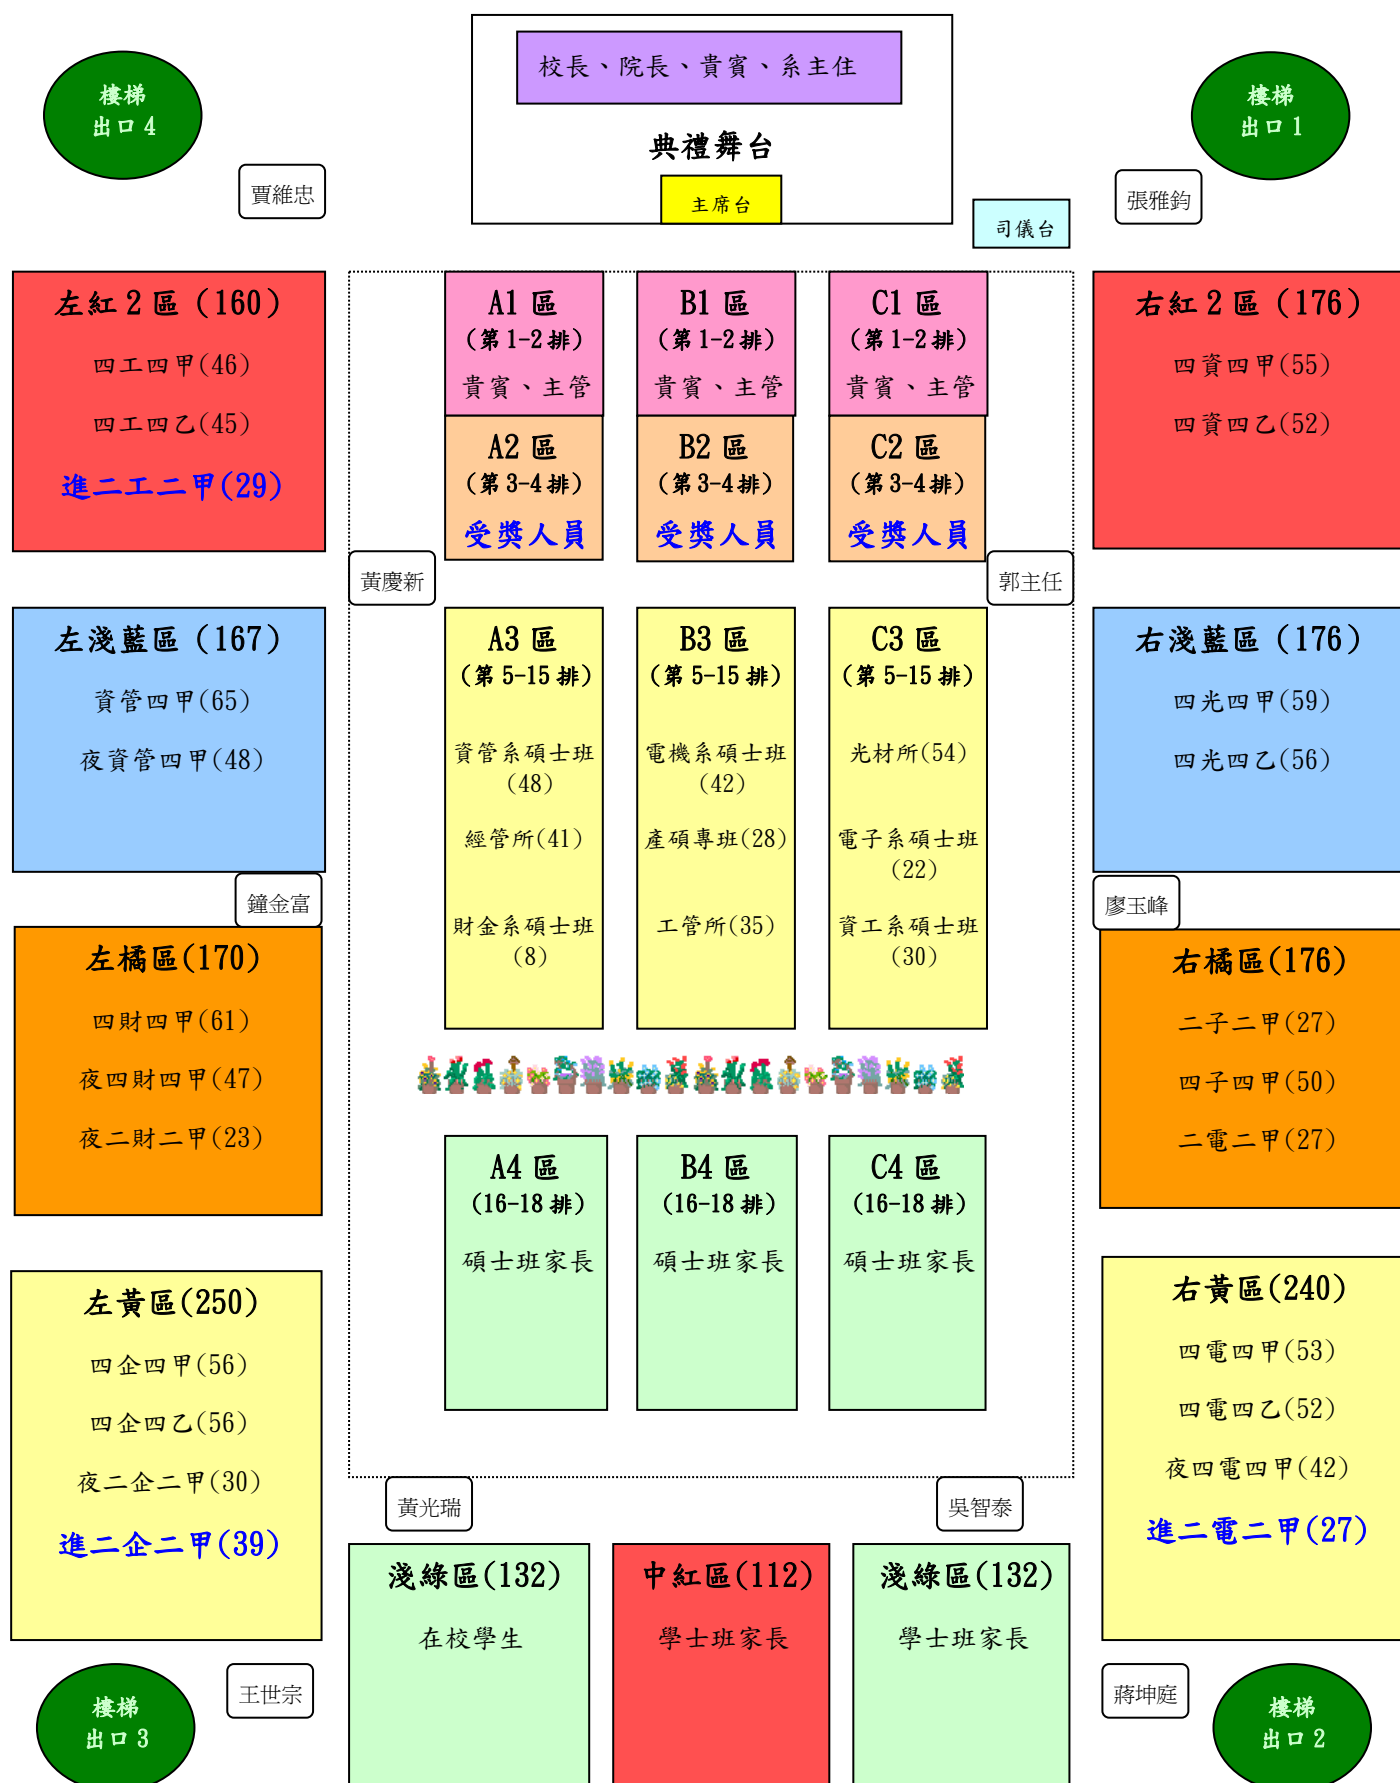 校長、院長、貴賓、系主住
典禮舞台
主席台
司儀台
樓梯
出口 4
樓梯
出口 1
賈維忠
張雅鈞
左紅 2 區（160）
四工四甲(46)
四工四乙(45)
進二工二甲(29)
A1 區
(第 1-2 排)
貴賓、主管
B1 區
(第 1-2 排)
貴賓、主管
C1 區
(第 1-2 排)
貴賓、主管
右紅 2 區（176）
四資四甲(55)
四資四乙(52)
A2 區
(第 3-4 排)
受獎人員
B2 區
(第 3-4 排)
受獎人員
C2 區
(第 3-4 排)
受獎人員
黃慶新
郭主任
左淺藍區（167）
資管四甲(65)
夜資管四甲(48)
A3 區
(第 5-15 排)
資管系碩士班
(48)
經管所(41)
財金系碩士班
(8)
B3 區
(第 5-15 排)
電機系碩士班
(42)
產碩專班(28)
工管所(35)
C3 區
(第 5-15 排)
光材所(54)
電子系碩士班
(22)
資工系碩士班
(30)
右淺藍區（176）
四光四甲(59)
四光四乙(56)
鐘金富
廖玉峰
左橘區(170)
四財四甲(61)
夜四財四甲(47)
夜二財二甲(23)
右橘區(176)
二子二甲(27)
四子四甲(50)
二電二甲(27)
A4 區
(16-18 排)
碩士班家長
B4 區
(16-18 排)
碩士班家長
C4 區
(16-18 排)
碩士班家長
左黃區(250)
四企四甲(56)
四企四乙(56)
夜二企二甲(30)
進二企二甲(39)
右黃區(240)
四電四甲(53)
四電四乙(52)
夜四電四甲(42)
進二電二甲(27)
黃光瑞
吳智泰
淺綠區(132)
在校學生
中紅區(112)
學士班家長
淺綠區(132)
學士班家長
王世宗
蔣坤庭
樓梯
出口 3
樓梯
出口 2